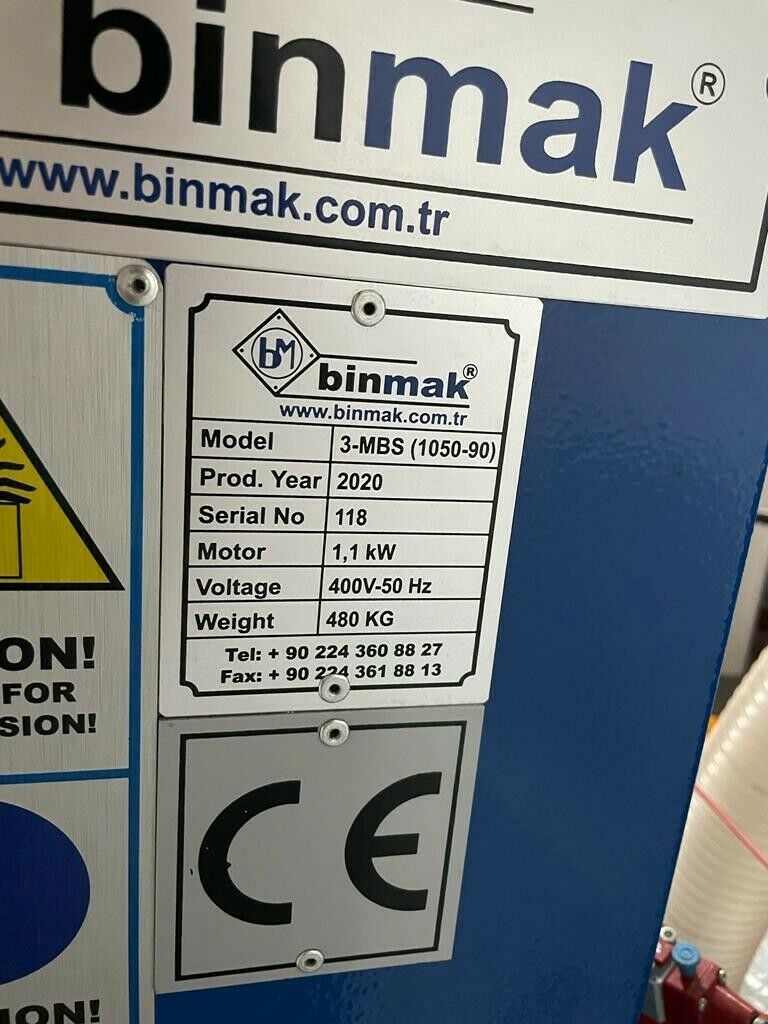 binmak®
www.binmak.com.tr
bM
binmak®
www.binmak.com.tr
Model 3-MBS (1050-90)
Prod. Year 2020
Serial No 118
Motor 1,1 kW
Voltage 400V-50 Hz
Weight 480 KG
Tel: + 90 224 360 88 27
Fax: + 90 224 361 88 13
ON!
FOR
SION!
CE
ION!